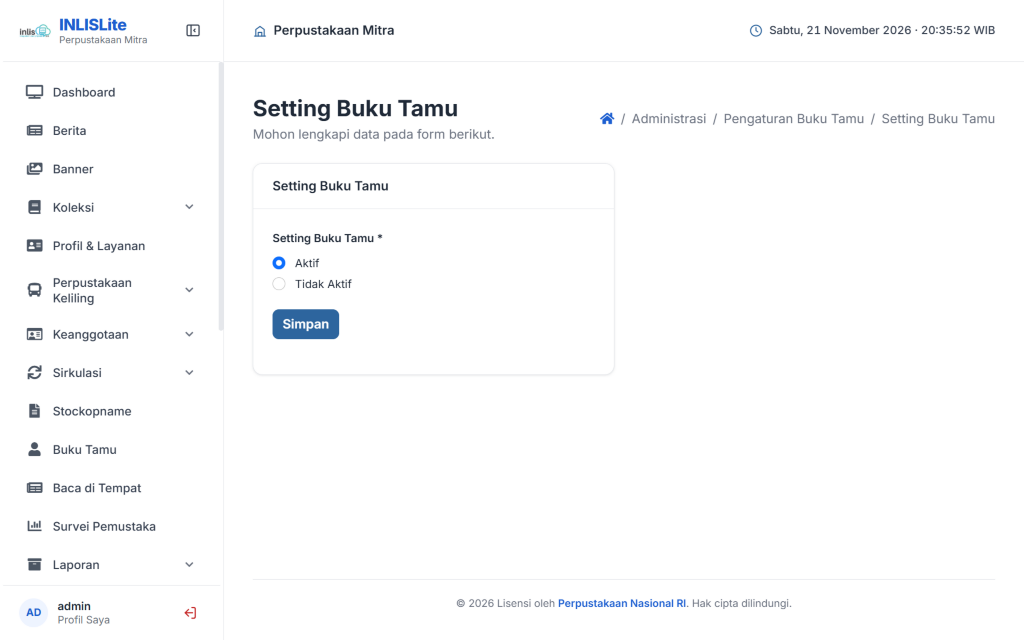 inlis
INLISLite
Perpustakaan Mitra
Perpustakaan Mitra
Sabtu, 21 November 2026 · 20:35:52 WIB
Dashboard
Berita
Banner
Koleksi
Profil & Layanan
Perpustakaan
Keliling
Keanggotaan
Sirkulasi
Stockopname
Buku Tamu
Baca di Tempat
Survei Pemustaka
Laporan
AD
admin
Profil Saya
Setting Buku Tamu
Mohon lengkapi data pada form berikut.
/ Administrasi / Pengaturan Buku Tamu / Setting Buku Tamu
Setting Buku Tamu
Setting Buku Tamu *
Aktif
Tidak Aktif
Simpan
© 2026 Lisensi oleh Perpustakaan Nasional RI. Hak cipta dilindungi.